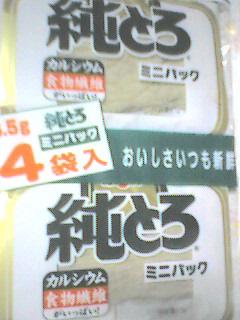 純とろ®
ミニパック
カルシウム
食物繊維
がいっぱい!
.5g 純とろ
ミニパック
4袋入
おいしさいつも新鮮
純とろ®
ミニパック
カルシウム
食物繊維
がいっぱい!